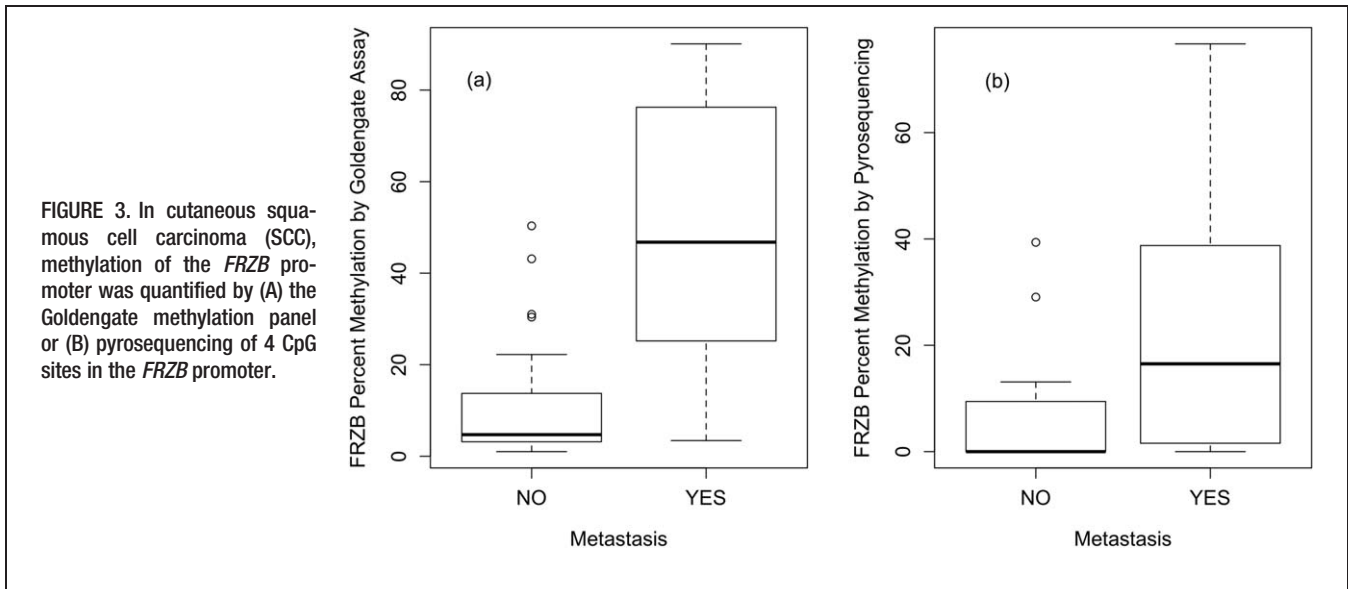 FIGURE 3. In cutaneous squa-
mous cell carcinoma (SCC),
methylation of the FRZB pro-
moter was quantified by (A) the
Goldengate methylation panel
or (B) pyrosequencing of 4 CpG
sites in the FRZB promoter.
FRZB Percent Methylation by Goldengate Assay
(a)
80
60
40
20
0
NO YES
Metastasis
FRZB Percent Methylation by Pyrosequencing
(b)
60
40
20
0
NO YES
Metastasis